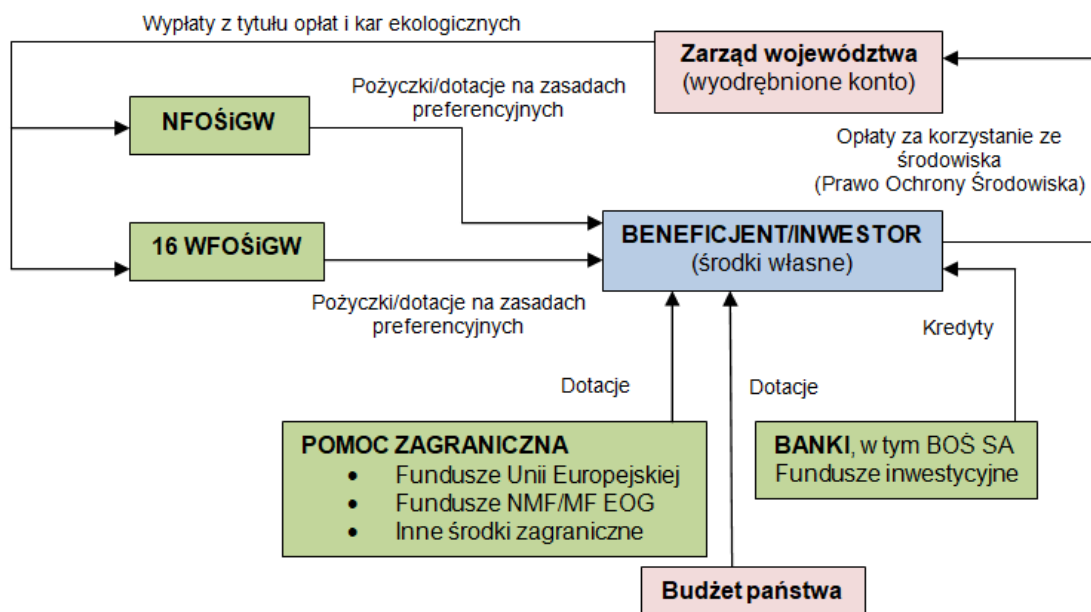 Wypłaty z tytułu opłat i kar ekologicznych
Zarząd województwa
(wyodrębnione konto)
Pożyczki/dotacje na zasadach
preferencyjnych
NFOŚiGW
Opłaty za korzystanie ze
środowiska
(Prawo Ochrony Środowiska)
16 WFOŚiGW
BENEFICJENT/INWESTOR
(środki własne)
Pożyczki/dotacje na zasadach
preferencyjnych
Kredyty
Dotacje
Dotacje
POMOC ZAGRANICZNA
• Fundusze Unii Europejskiej
• Fundusze NMF/MF EOG
• Inne środki zagraniczne
BANKI, w tym BOŚ SA
Fundusze inwestycyjne
Budżet państwa